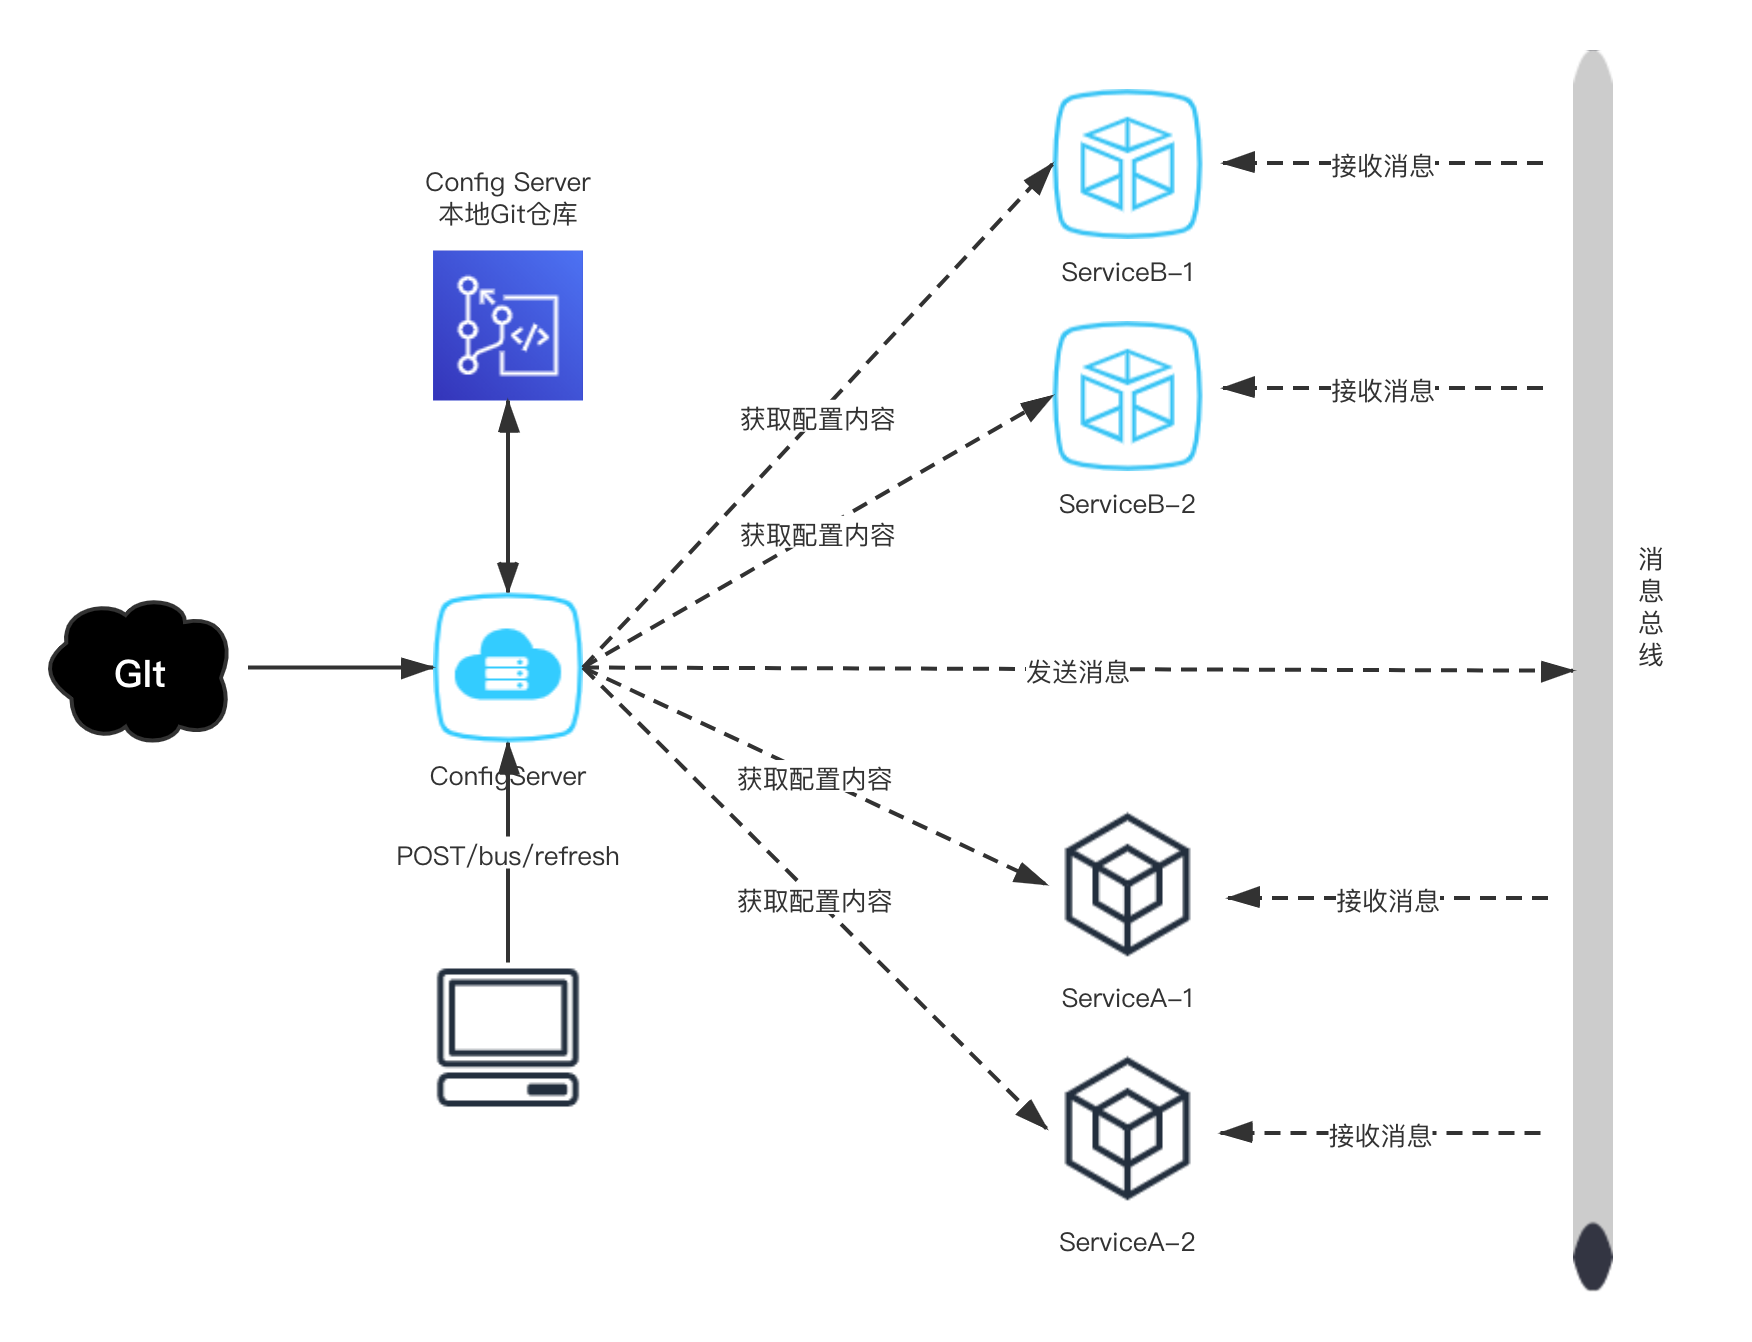 Config Server
本地Git仓库
接收消息
ServiceB-1
获取配置内容
接收消息
ServiceB-2
获取配置内容
消
息
总
线
GIt
发送消息
ConfigServer
获取配置内容
POST/bus/refresh
获取配置内容
接收消息
ServiceA-1
接收消息
ServiceA-2